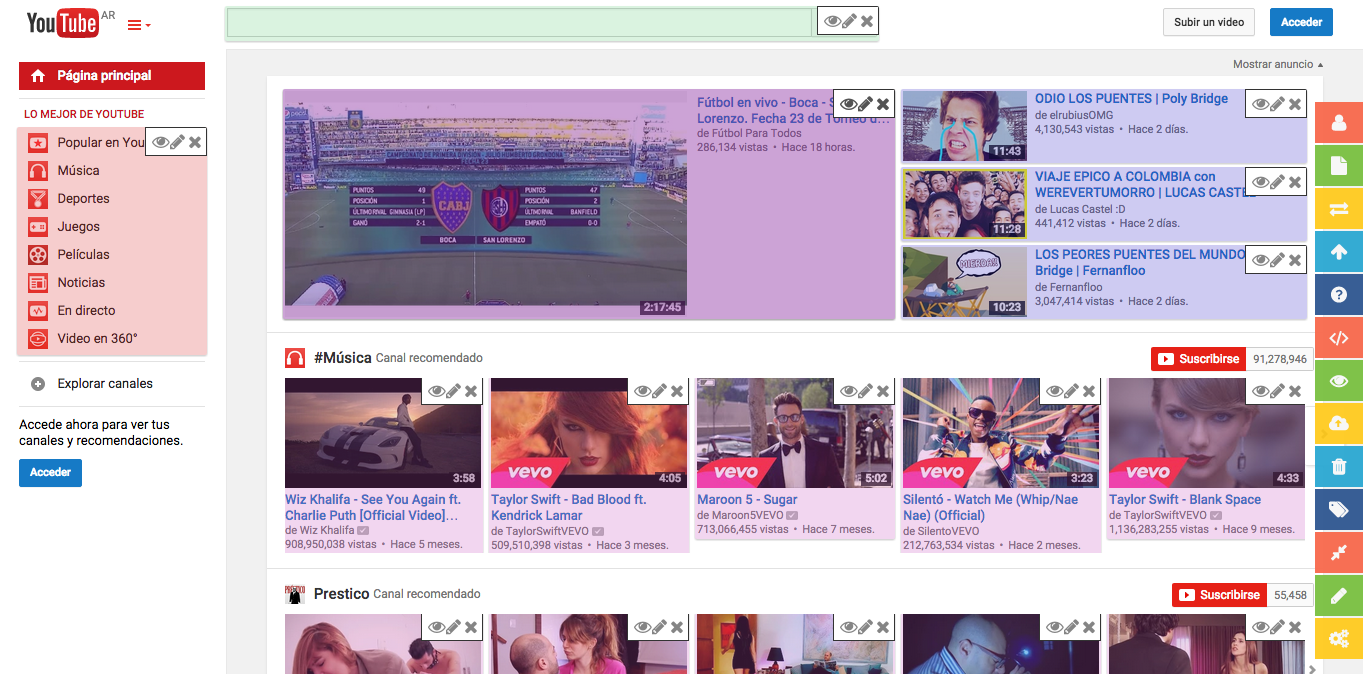 YouTube AR
Subir un video
Acceder
Mostrar anuncio
Página principal
LO MEJOR DE YOUTUBE
Popular en You
Música
Deportes
Juegos
Películas
Noticias
En directo
Video en 360°
Explorar canales
Accede ahora para ver tus
canales y recomendaciones.
Acceder
PUNTOS 49 PUNTOS 47
POSICIÓN 1 POSICIÓN 2
ÚLTIMO RIVAL GIMNASIA (LP) ÚLTIMO RIVAL BANFIELD
GANÓ 2-1 EMPATÓ 0-0
CABJ
BOCA SAN LORENZO
2:17:45
Fútbol en vivo - Boca - S
Lorenzo. Fecha 23 de Torneo d...
de Fútbol Para Todos
286,134 vistas • Hace 18 horas.
11:43
ODIO LOS PUENTES | Poly Bridge
de elrubiusOMG
4,130,543 vistas • Hace 2 días.
11:28
VIAJE EPICO A COLOMBIA con
WEREVERTUMORRO | LUCAS CASTE
de Lucas Castel :D
441,412 vistas • Hace 2 días.
MIERDA!!
10:23
LOS PEORES PUENTES DEL MUNDO
Bridge | Fernanfloo
de Fernanfloo
3,047,414 vistas • Hace 2 días.
#Música Canal recomendado
Suscribirse 91,278,946
3:58
Wiz Khalifa - See You Again ft.
Charlie Puth [Official Video]...
de Wiz Khalifa
908,950,038 vistas • Hace 5 meses.
vevo 4:05
Taylor Swift - Bad Blood ft.
Kendrick Lamar
de TaylorSwiftVEVO
509,510,398 vistas • Hace 3 meses.
vevo 5:02
Maroon 5 - Sugar
de Maroon5VEVO
713,066,455 vistas • Hace 7 meses.
vevo 3:23
Silentó - Watch Me (Whip/Nae
Nae) (Official)
de SilentoVEVO
212,763,534 vistas • Hace 2 meses.
vevo 4:33
Taylor Swift - Blank Space
de TaylorSwiftVEVO
1,136,283,255 vistas • Hace 9 meses.
Prestico Canal recomendado
Suscribirse 55,458